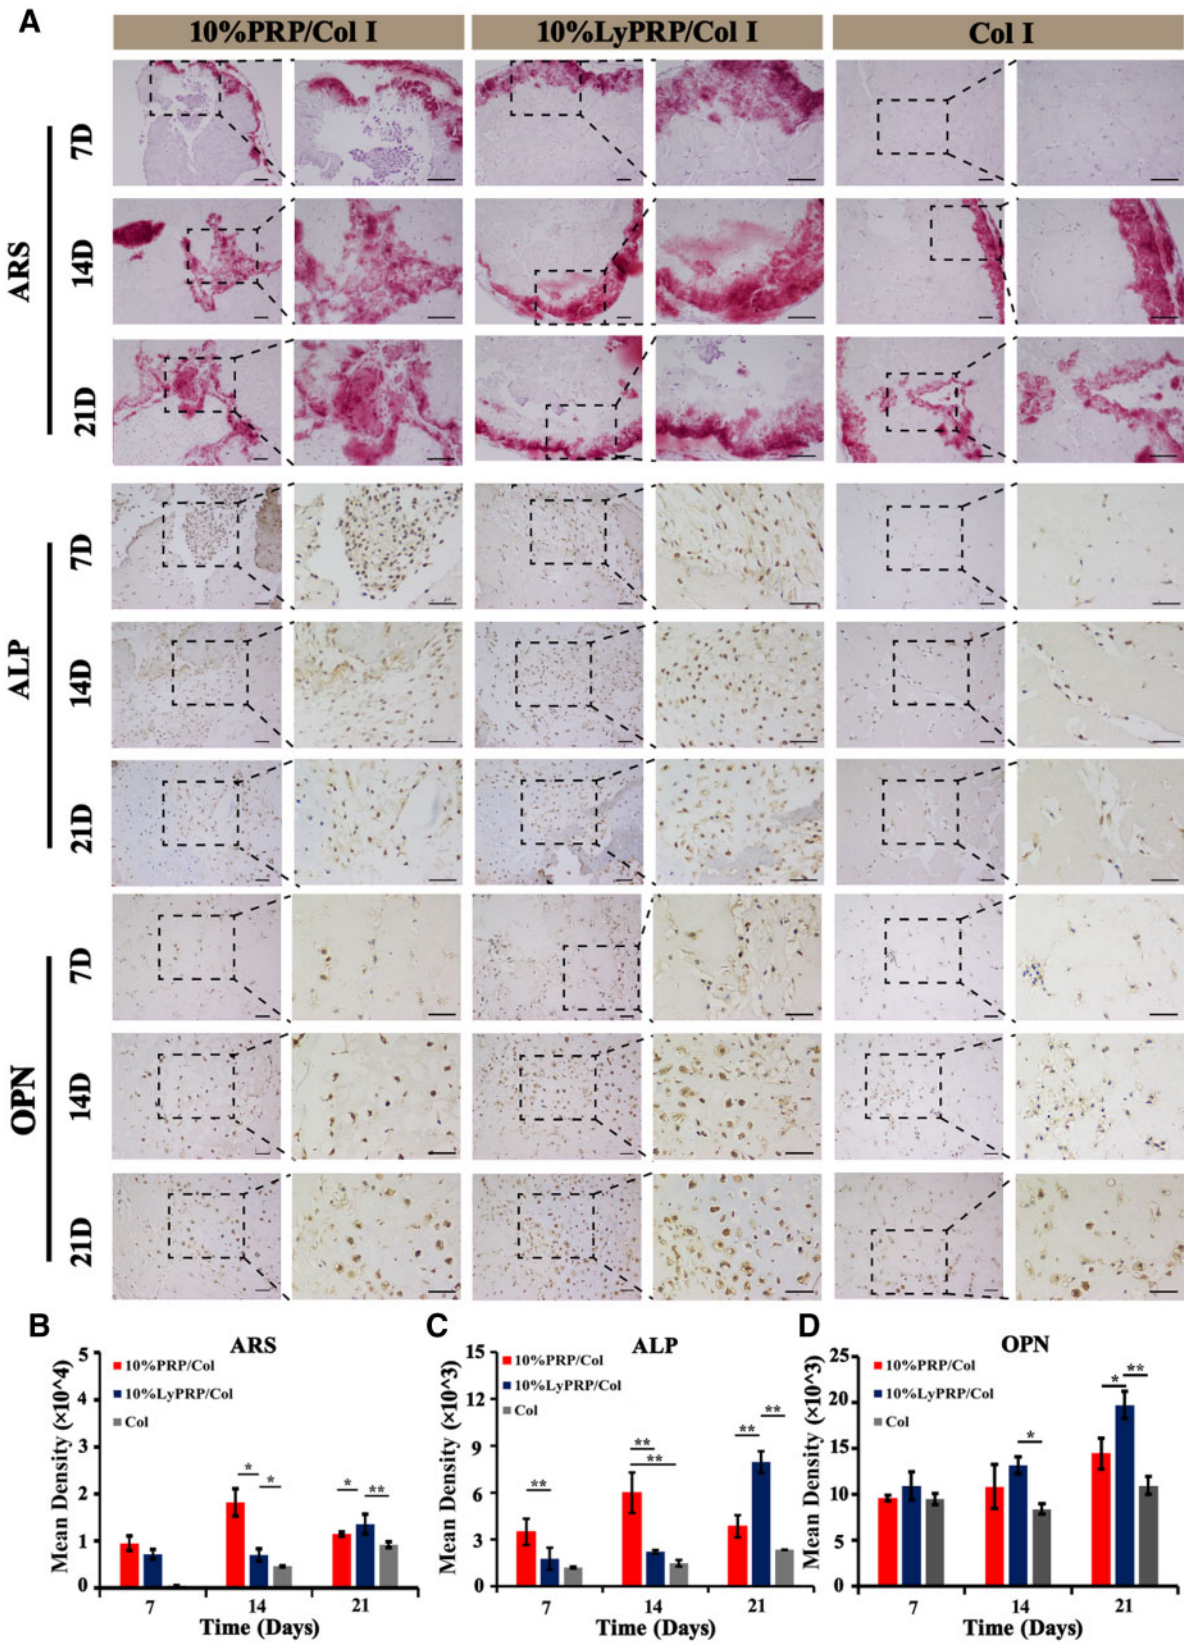 A
10%PRP/Col I
10%LyPRP/Col I
Col I
ARS
7D
14D
21D
ALP
7D
14D
21D
OPN
7D
14D
21D
B
ARS
Mean Density (×10^4)
5
4
3
2
1
0
10%PRP/Col
10%LyPRP/Col
Col
*
*
*
**
7
14
21
Time (Days)
C
ALP
Mean Density (×10^3)
15
12
9
6
3
0
10%PRP/Col
10%LyPRP/Col
Col
**
**
**
**
**
7
14
21
Time (Days)
D
OPN
Mean Density (×10^3)
25
20
15
10
5
0
10%PRP/Col
10%LyPRP/Col
Col
*
*
**
7
14
21
Time (Days)